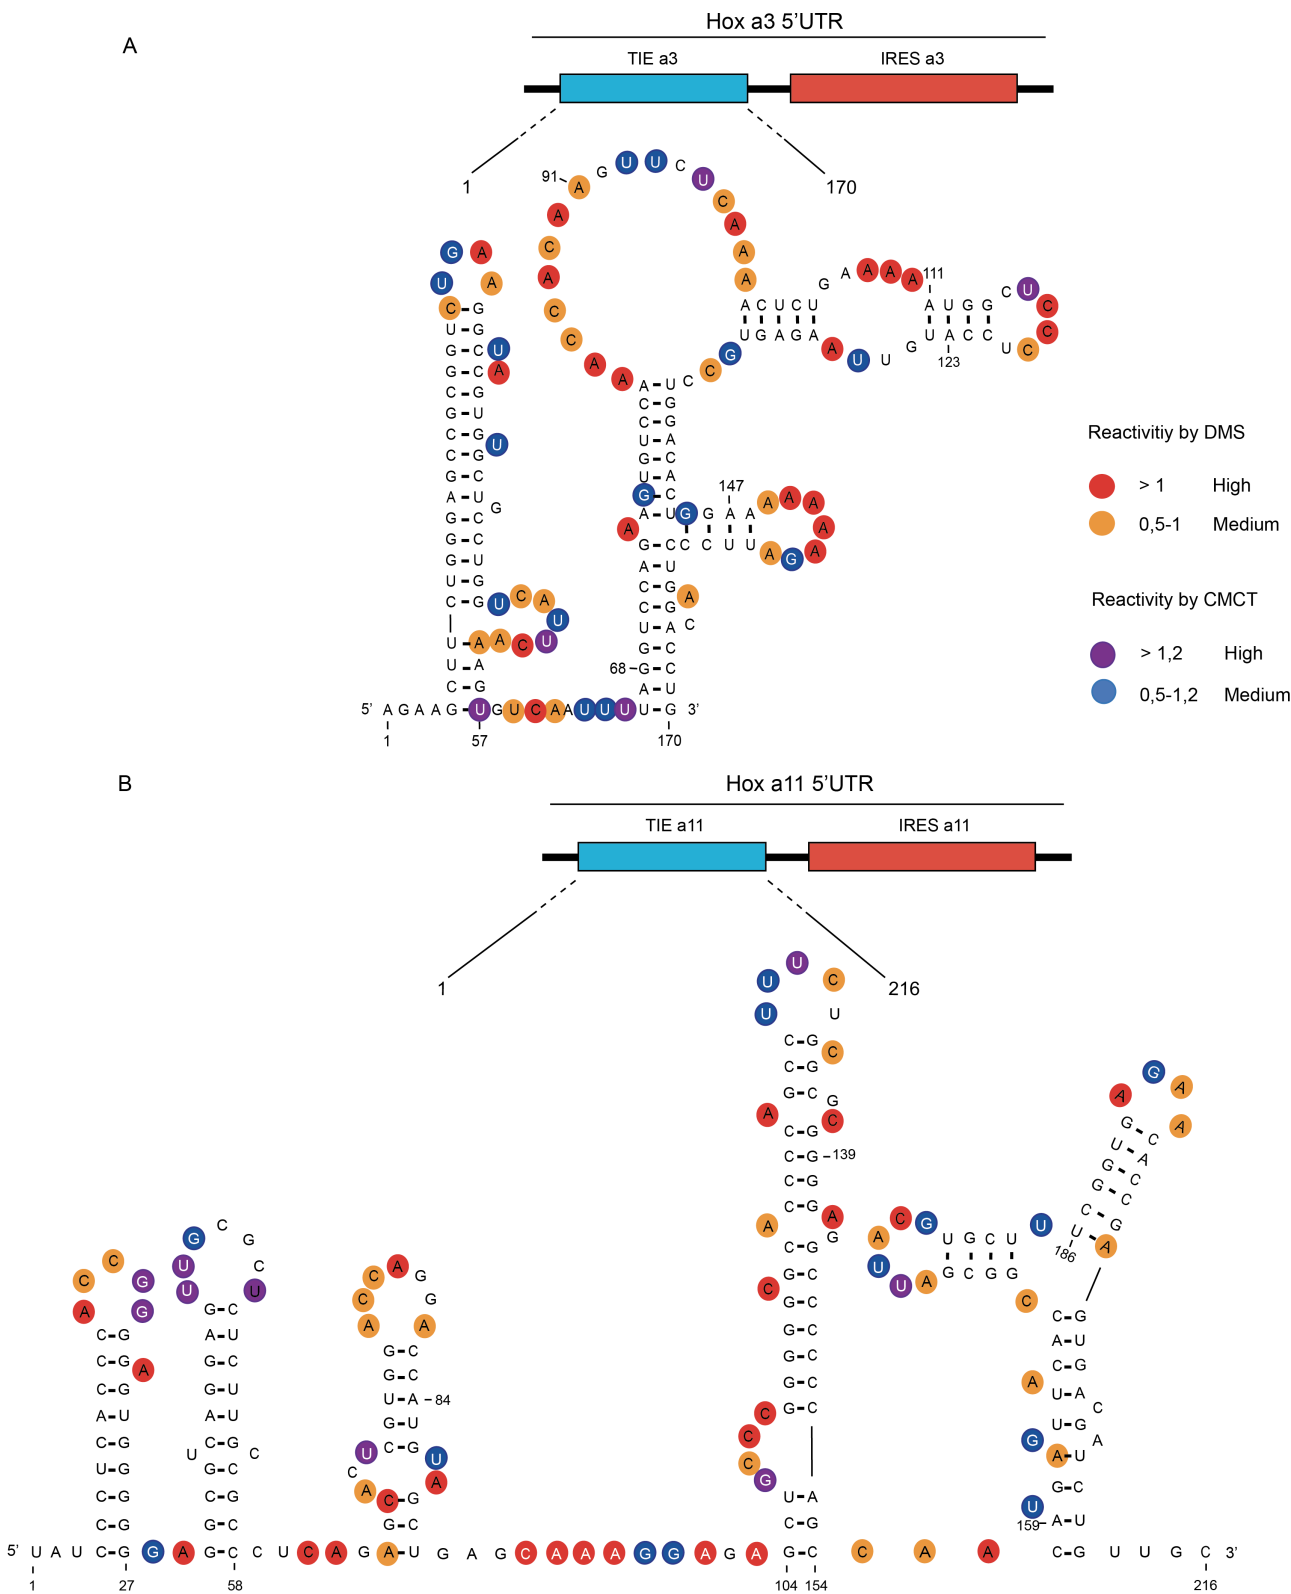 A
Hox a3 5'UTR
TIE a3
IRES a3
1
170
G A
U A
C G
U G
G C U
G C A
C G
G U
C G U
C G
G C
A U G
G C
G C
G U
U G
C G U C A U
U A A C U
U A
C G
5' A G A A G U G U C A A U U U U G 3'
1
57
170
68
91
A A C C A C A A G U U C U C A A A
A C U C U G A A A A A U G G C U C C C U
111
U G A G A A U U G U A C C
123
C C G
A U
C G
C G
U A
G C
U A
G C
A A U G G A A A A A A
147
G C C C U U A G A
A U
C G
C G A
U A C
G C
G C
A U
Reactivitiy by DMS
> 1 High
0,5-1 Medium
Reactivity by CMCT
> 1,2 High
0,5-1,2 Medium
B
Hox a11 5'UTR
TIE a11
IRES a11
1
216
U U U C U C
C G
C G
G C G
A C
C G
C G
139
C G
C G
A A G
C G
C G C
G C
G C
G C
G C
C C C G
U A
C C
A C G U G C U U
U U A G C G G C
A G A A
G C
U A
G C
G C
C G
U A
186
C G
A U
A U G
U A C
G U G A
A U
G C
U A U
159
A C C G G
C G
C G A
C G
A U
C G
U G
C G
C G
U U G C G C U
G C
A U
G C
G U
A U
U C G C
G C
C G
C C
A C C A G G A
G C
G C
U A
84
G U
C G
U C A U A
C G
G C
5' U A U C G G A G C C U C A G A U G A G C A A A G G A G A G C C A A C G U U G C 3'
1
27
58
104
154
216